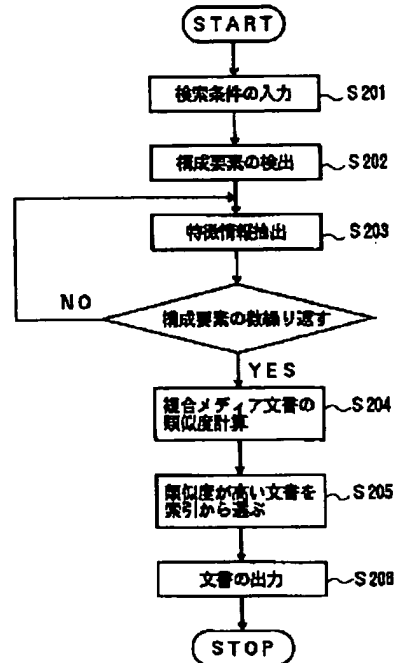 START
検索条件の入力
S201
構成要素の検出
S202
特徴情報抽出
S203
NO
構成要素の数繰り返す
YES
複合メディア文書の
類似度計算
S204
類似度が高い文書を
索引から選ぶ
S205
文書の出力
S206
STOP